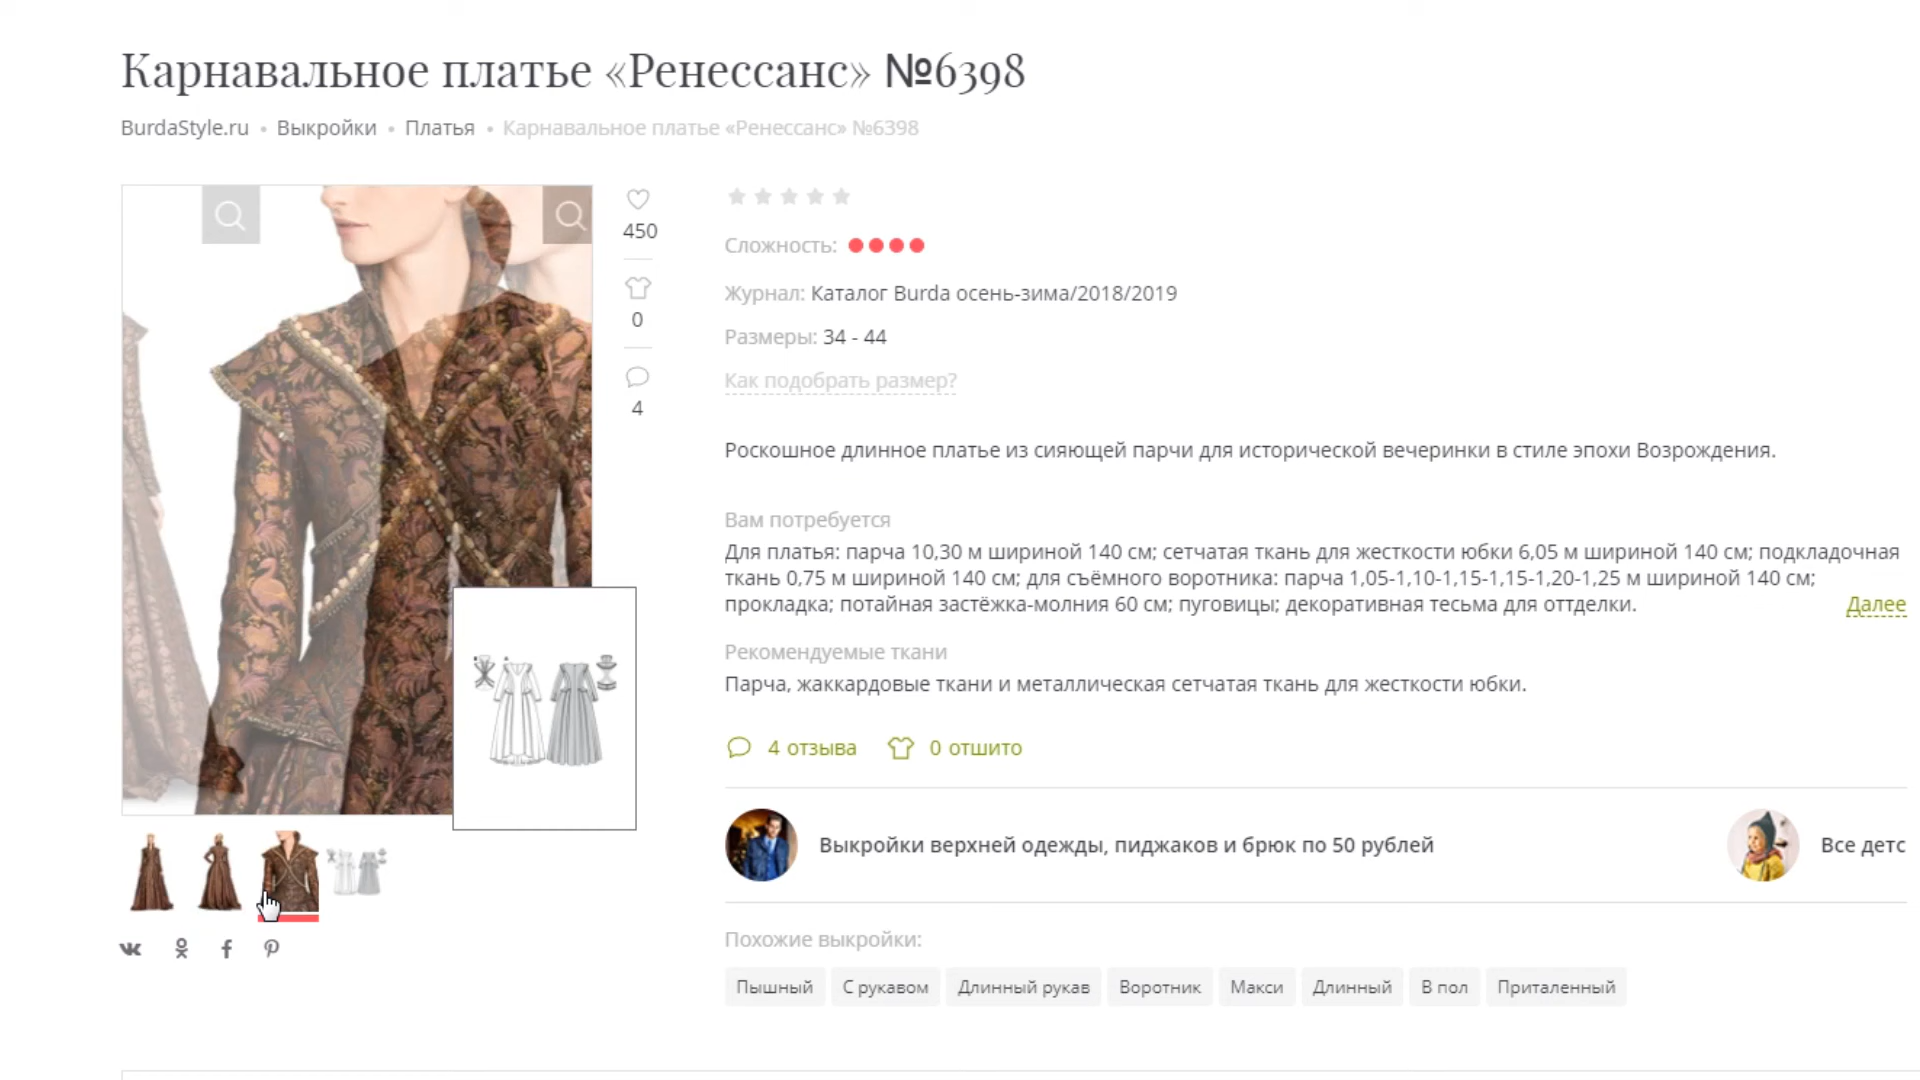 Карнавальное платье «Ренессанс» №6398
BurdaStyle.ru • Выкройки • Платья • Карнавальное платье «Ренессанс» №6398
450
0
4
Сложность:
Журнал: Каталог Burda осень-зима/2018/2019
Размеры: 34 - 44
Как подобрать размер?
Роскошное длинное платье из сияющей парчи для исторической вечеринки в стиле эпохи Возрождения.
Вам потребуется
Для платья: парча 10,30 м шириной 140 см; сетчатая ткань для жесткости юбки 6,05 м шириной 140 см; подкладочная
ткань 0,75 м шириной 140 см; для съёмного воротника: парча 1,05-1,10-1,15-1,15-1,20-1,25 м шириной 140 см;
прокладка; потайная застёжка-молния 60 см; пуговицы; декоративная тесьма для оттделки.
Далее
Рекомендуемые ткани
Парча, жаккардовые ткани и металлическая сетчатая ткань для жесткости юбки.
4 отзыва 0 отшито
Выкройки верхней одежды, пиджаков и брюк по 50 рублей
Все детс
Похожие выкройки:
Пышный С рукавом Длинный рукав Воротник Макси Длинный В пол Приталенный